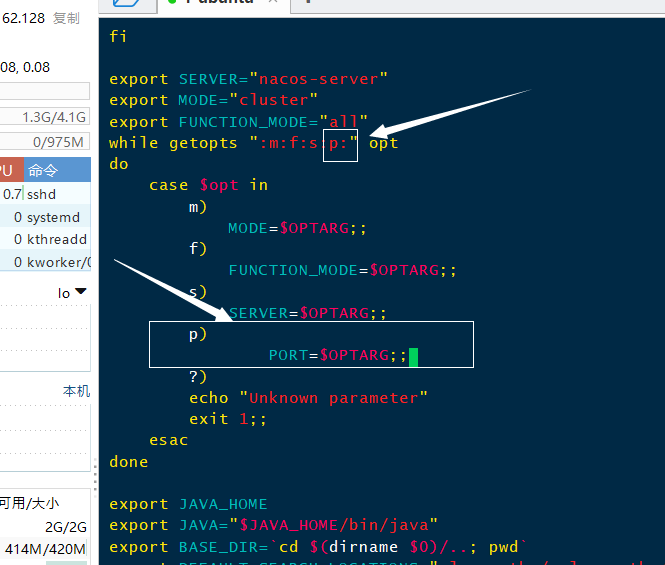 62.128 复制
08, 0.08
1.3G/4.1G
0/975M
命令
0.7 sshd
0 systemd
0 kthreadd
0 kworker/0
lo
本机
可用/大小
2G/2G
414M/420M
fi
export SERVER="nacos-server"
export MODE="cluster"
export FUNCTION_MODE="all"
while getopts ":m:f:s:p:" opt
do
case $opt in
m)
MODE=$OPTARG;;
f)
FUNCTION_MODE=$OPTARG;;
s)
SERVER=$OPTARG;;
p)
PORT=$OPTARG;;
?)
echo "Unknown parameter"
exit 1;;
esac
done
export JAVA_HOME
export JAVA="$JAVA_HOME/bin/java"
export BASE_DIR=`cd $(dirname $0)/..; pwd`